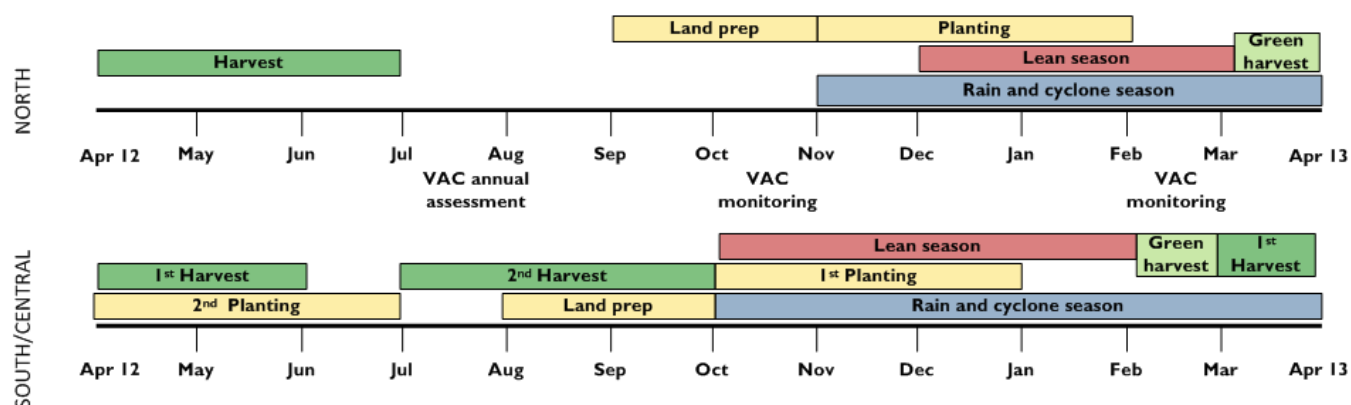 Land prep
Planting
Harvest
Lean season
Green
harvest
Rain and cyclone season
NORTH
Apr 12 May Jun Jul Aug Sep Oct Nov Dec Jan Feb Mar Apr 13
VAC annual
assessment
VAC
monitoring
VAC
monitoring
Lean season
Green
harvest
1st
Harvest
1st Harvest
2nd Harvest
1st Planting
2nd Planting
Land prep
Rain and cyclone season
SOUTH/CENTRAL
Apr 12 May Jun Jul Aug Sep Oct Nov Dec Jan Feb Mar Apr 13